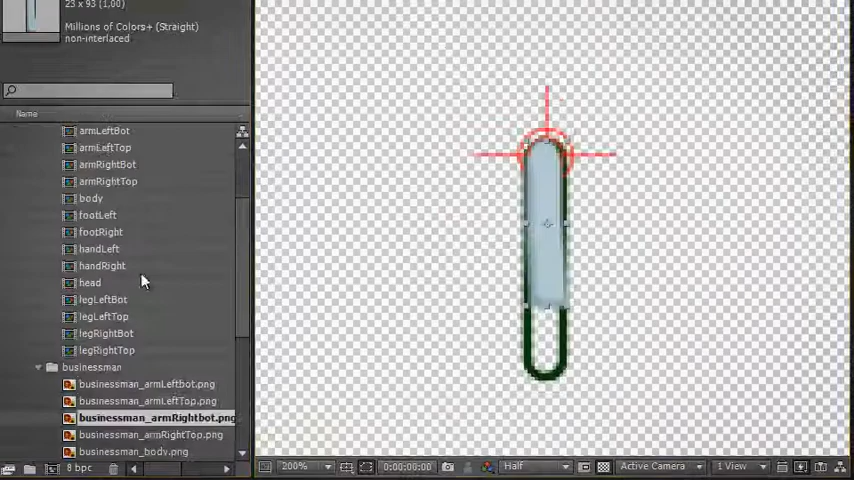 23 x 93 (1,00)
Millions of Colors+ (Straight)
non-interlaced
Name
armLeftBot
armLeftTop
armRightBot
armRightTop
body
footLeft
footRight
handLeft
handRight
head
legLeftBot
legLeftTop
legRightBot
legRightTop
businessman
businessman_armLeftbot.png
businessman_armLeftTop.png
businessman_armRightbot.png
businessman_armRightTop.png
businessman_body.png
8 bpc
200%
0:00:00:00
Half
Active Camera
1 View